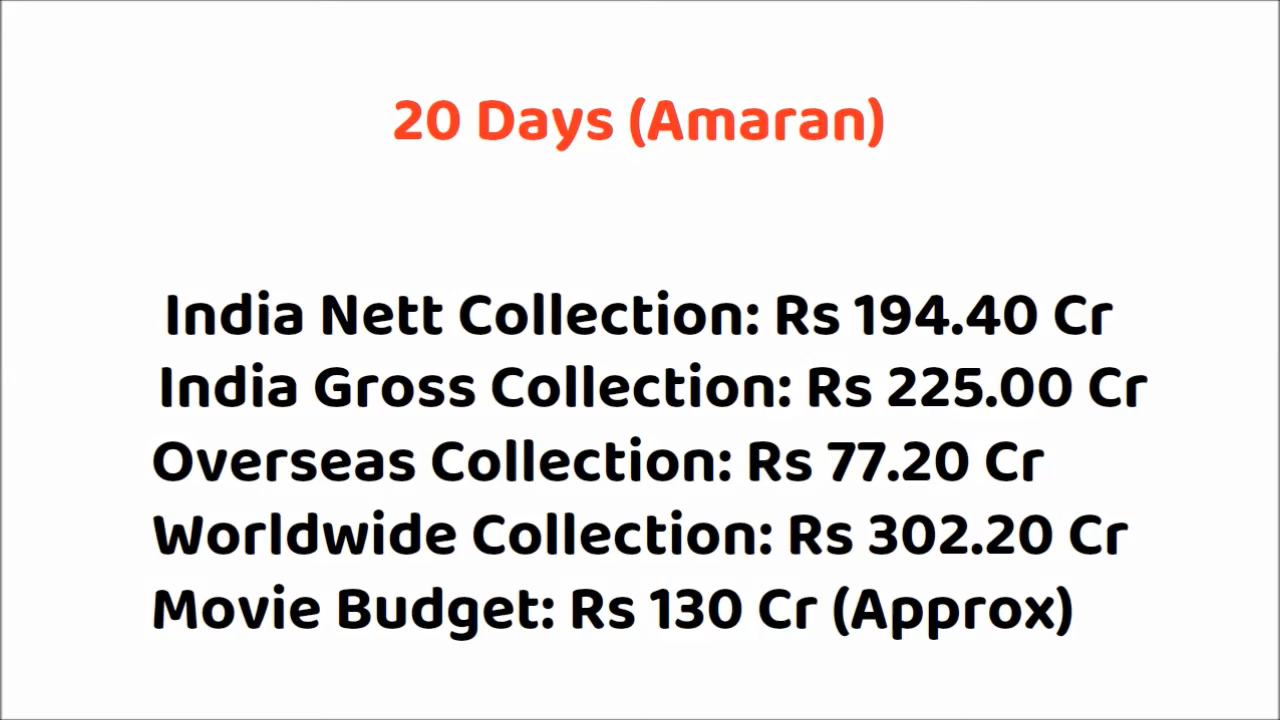 20 Days (Amaran)
India Nett Collection: Rs 194.40 Cr
India Gross Collection: Rs 225.00 Cr
Overseas Collection: Rs 77.20 Cr
Worldwide Collection: Rs 302.20 Cr
Movie Budget: Rs 130 Cr (Approx)